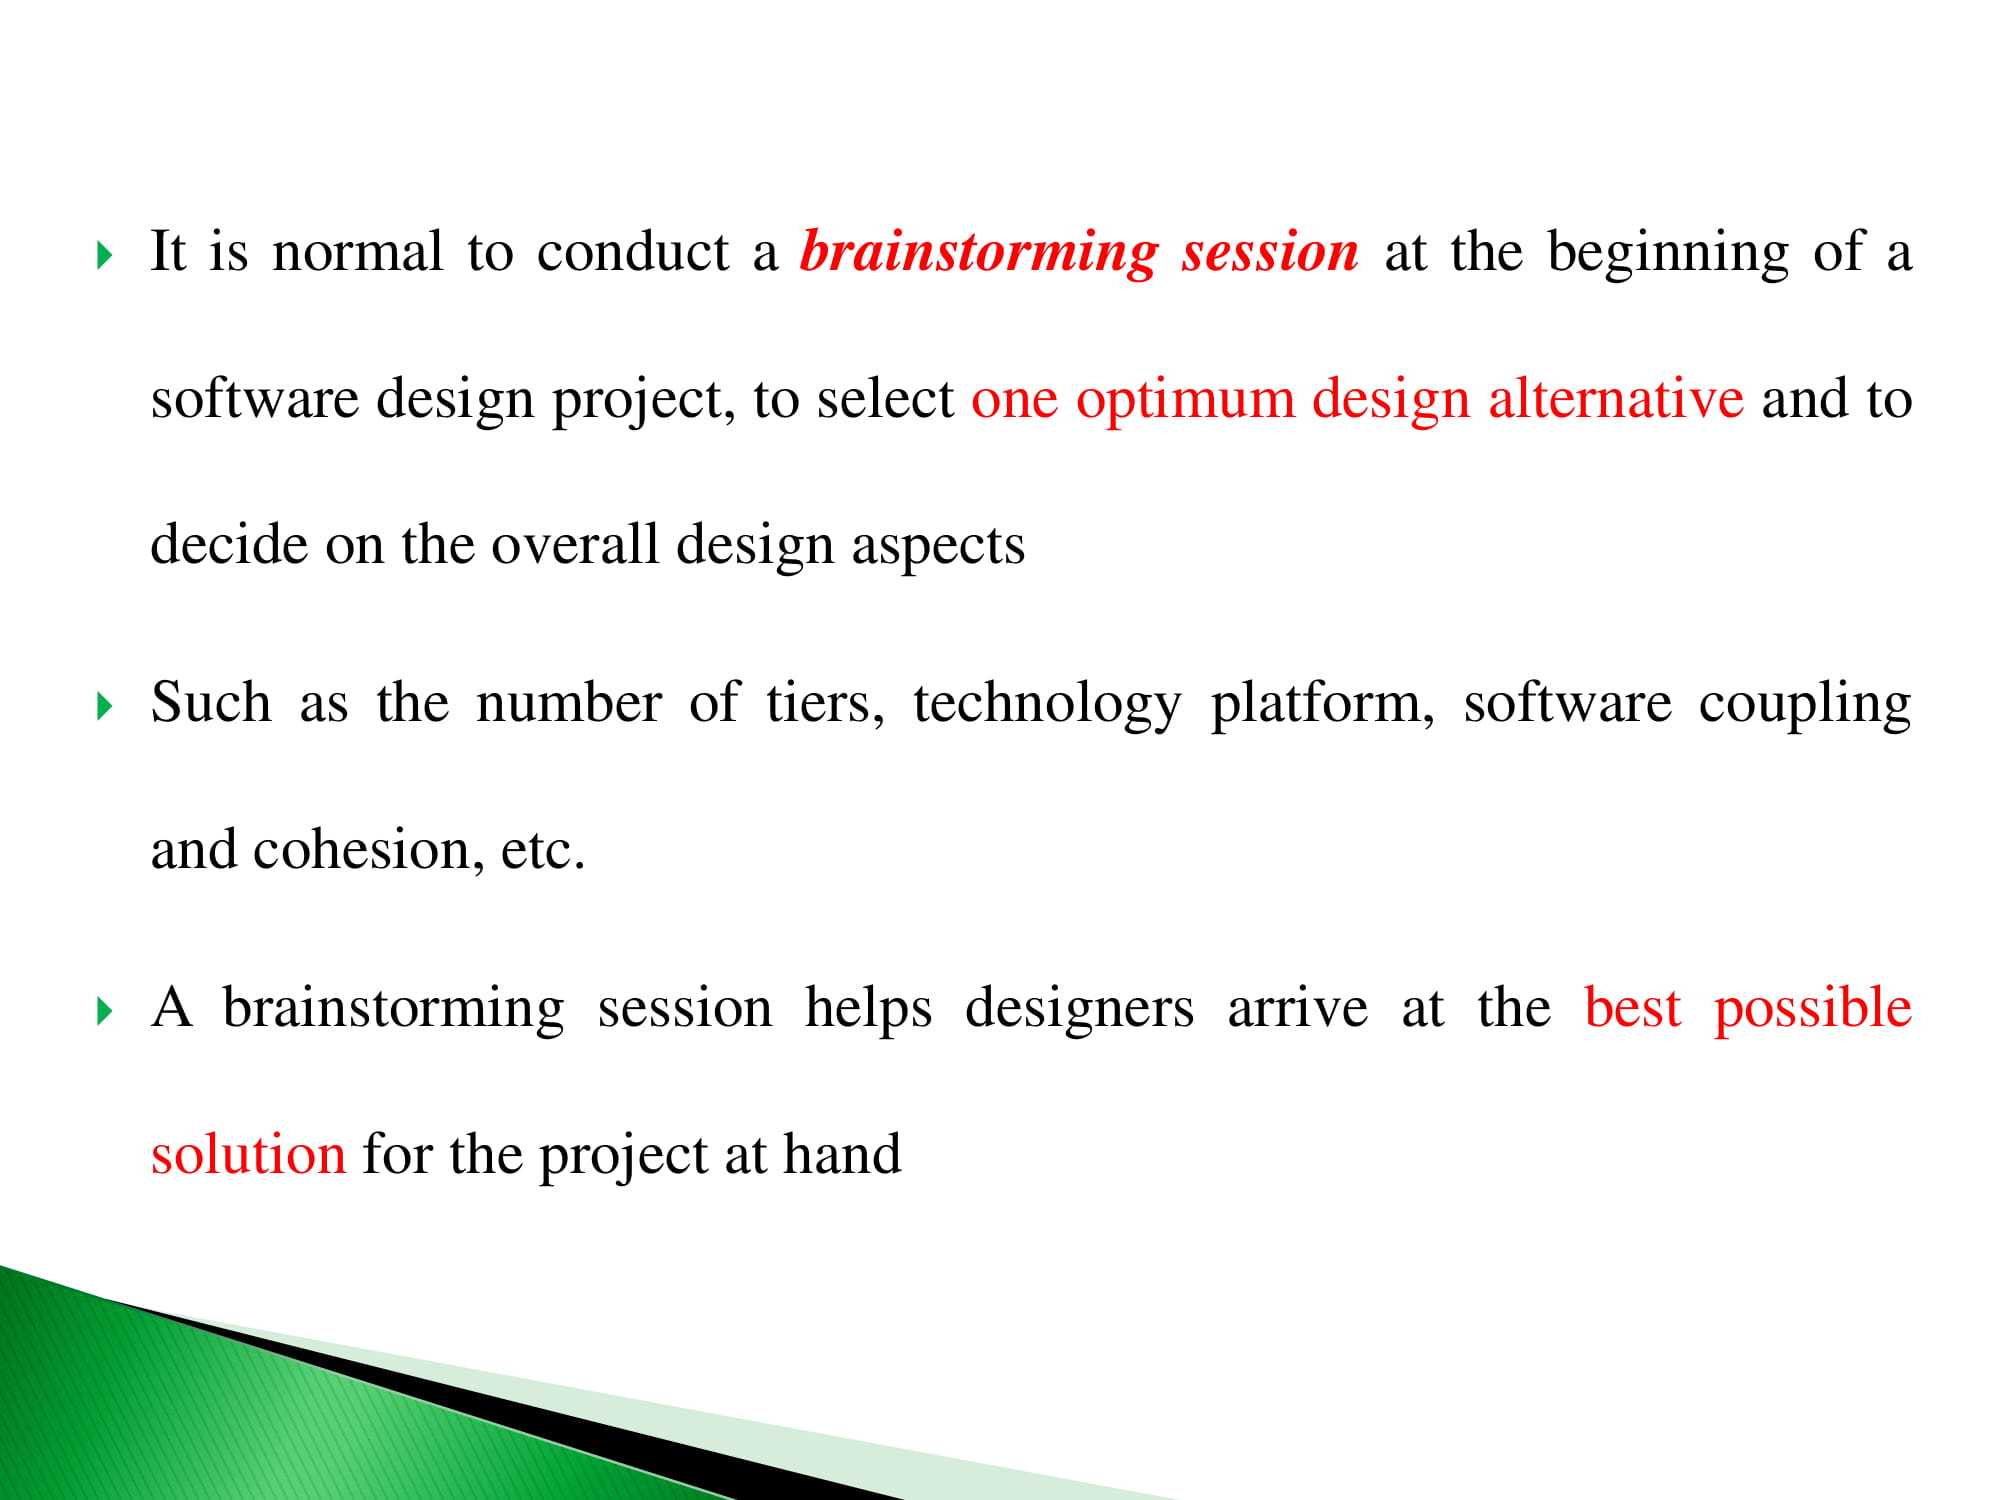 It is normal to conduct a brainstorming session at the beginning of a
software design project, to select one optimum design alternative and to
decide on the overall design aspects
Such as the number of tiers, technology platform, software coupling
and cohesion, etc.
A brainstorming session helps designers arrive at the best possible
solution for the project at hand